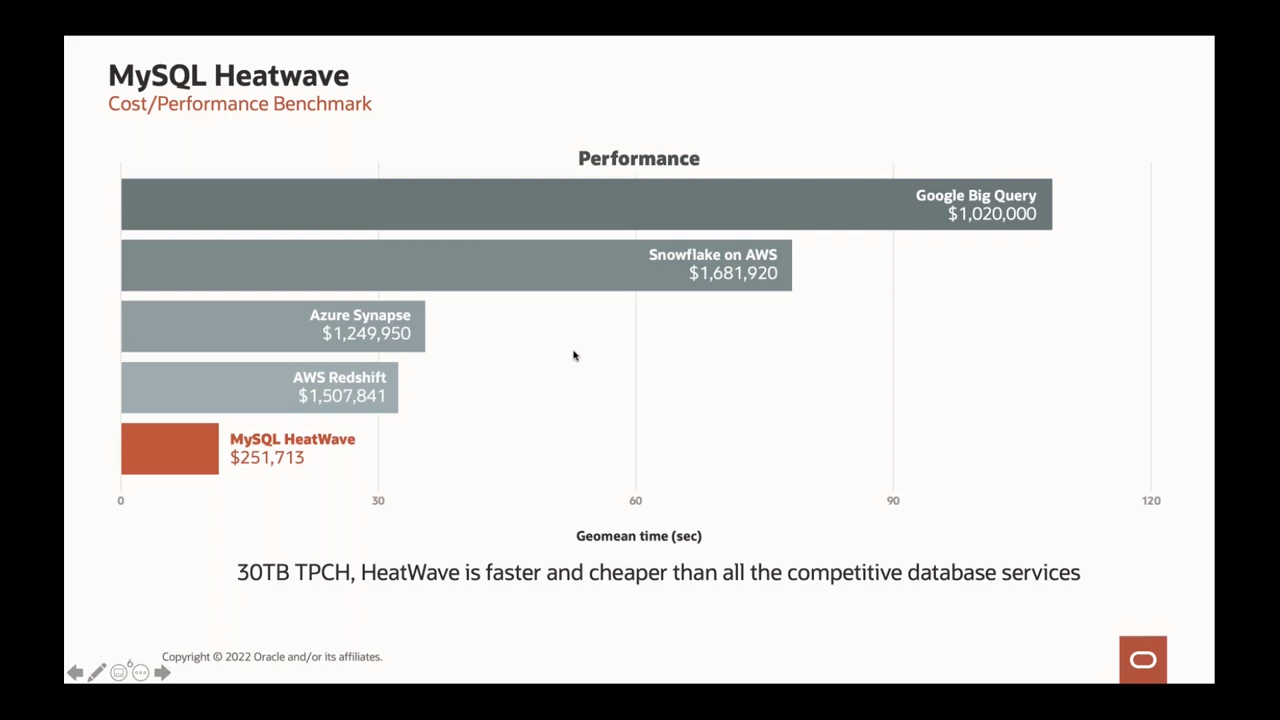 MySQL Heatwave
Cost/Performance Benchmark
Performance
Google Big Query
$1,020,000
Snowflake on AWS
$1,681,920
Azure Synapse
$1,249,950
AWS Redshift
$1,507,841
MySQL HeatWave
$251,713
0 30 60 90 120
Geomean time (sec)
30TB TPCH, HeatWave is faster and cheaper than all the competitive database services
Copyright © 2022 Oracle and/or its affiliates.
6